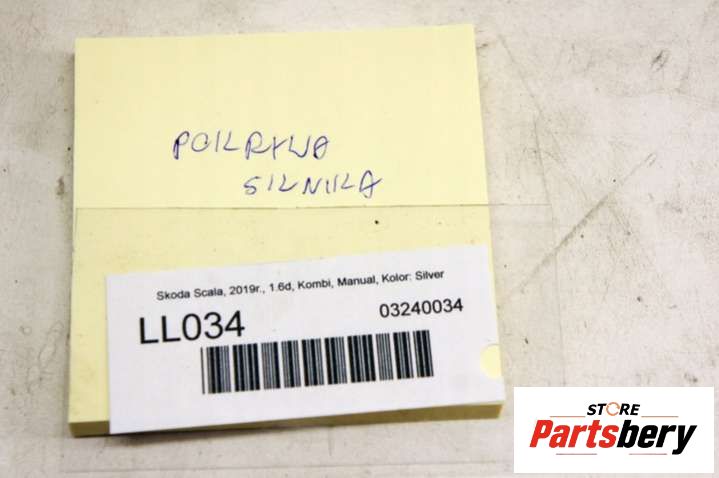 POKRYWA
SILNIKA
Skoda Scala, 2019r., 1.6d, Kombi, Manual, Kolor: Silver
LL034
03240034
STORE
Partsbery